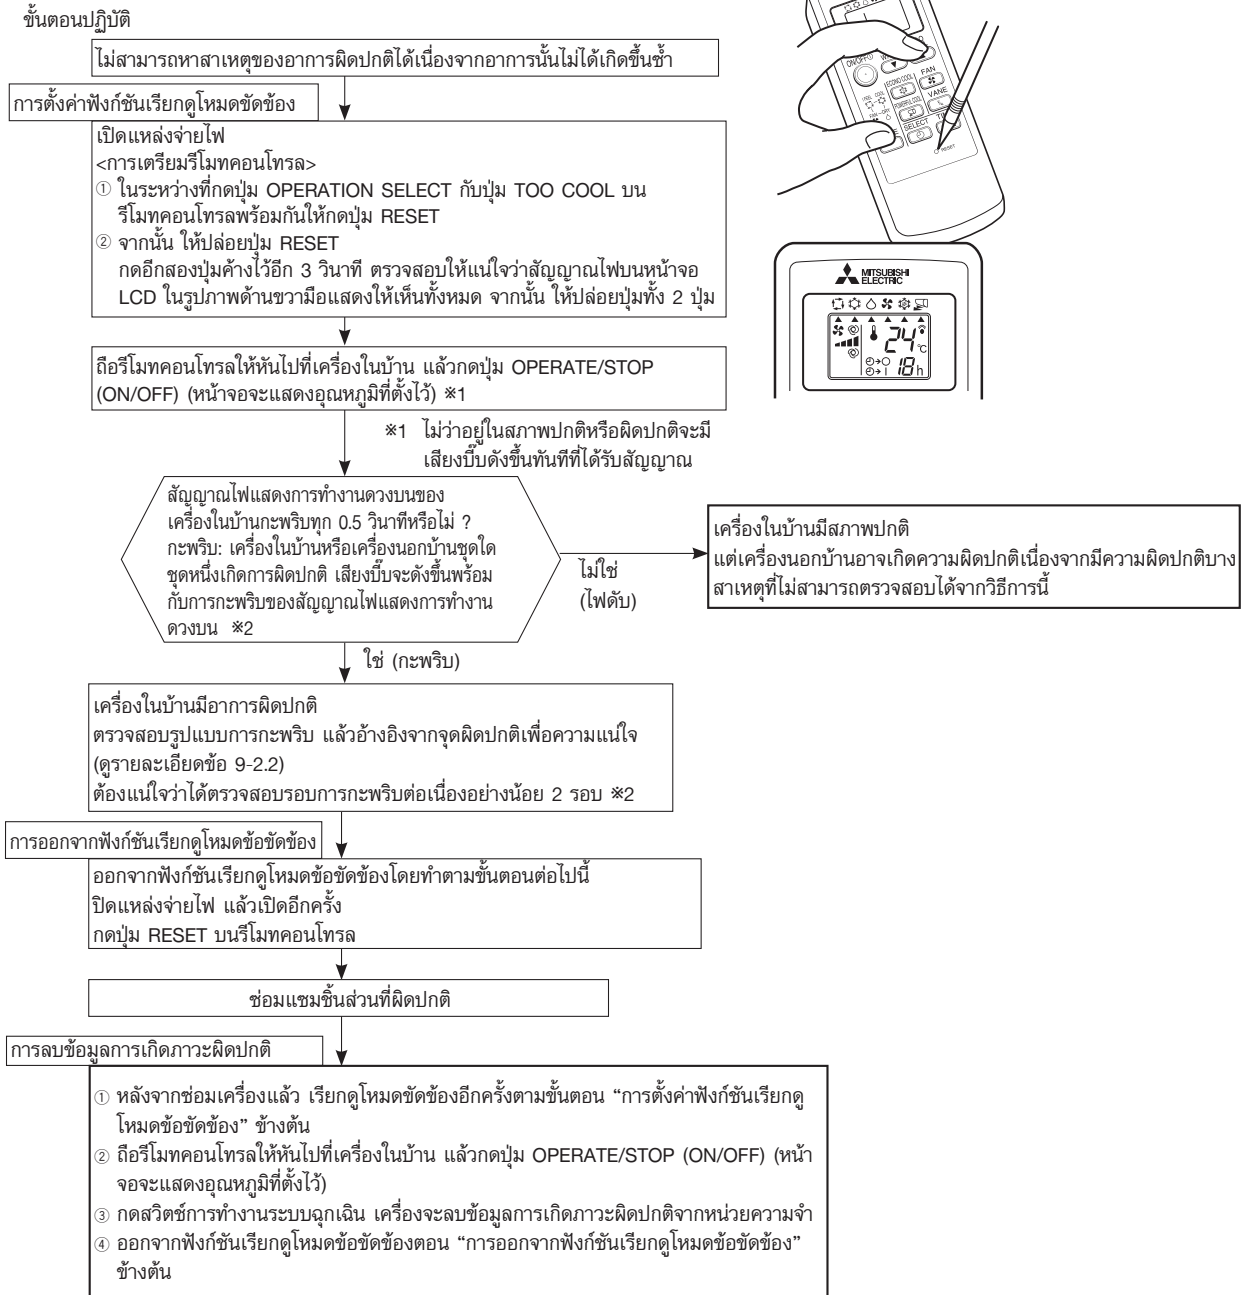 ขั้นตอนปฏิบัติ
ไม่สามารถหาสาเหตุของอาการผิดปกติได้เนื่องจากอาการนั้นไม่ได้เกิดขึ้นซ้ำ
การตั้งค่าฟังก์ชันเรียกดูโหมดขัดข้อง
เปิดแหล่งจ่ายไฟ
<การเตรียมรีโมทคอนโทรล>
① ในระหว่างที่กดปุ่ม OPERATION SELECT กับปุ่ม TOO COOL บน
รีโมทคอนโทรลพร้อมกันให้กดปุ่ม RESET
② จากนั้น ให้ปล่อยปุ่ม RESET
กดอีกสองปุ่มค้างไว้อีก 3 วินาที ตรวจสอบให้แน่ใจว่าสัญญาณไฟบนหน้าจอ
LCD ในรูปภาพด้านขวามือแสดงให้เห็นทั้งหมด จากนั้น ให้ปล่อยปุ่มทั้ง 2 ปุ่ม
ON/OFF
ECONO COOL
FAN
POWERFUL COOL
VANE
SELECT
RESET
MITSUBISHI
ELECTRIC
24 °C
18 h
ถือรีโมทคอนโทรลให้หันไปที่เครื่องในบ้าน แล้วกดปุ่ม OPERATE/STOP
(ON/OFF) (หน้าจอจะแสดงอุณหภูมิที่ตั้งไว้) ※1
※1 ไม่ว่าอยู่ในสภาพปกติหรือผิดปกติจะมี
เสียงบี๊บดังขึ้นทันทีที่ได้รับสัญญาณ
สัญญาณไฟแสดงการทำงานดวงบนของ
เครื่องในบ้านกะพริบทุก 0.5 วินาทีหรือไม่ ?
กะพริบ: เครื่องในบ้านหรือเครื่องนอกบ้านชุดใด
ชุดหนึ่งเกิดการผิดปกติ เสียงบี๊บจะดังขึ้นพร้อม
กับการกะพริบของสัญญาณไฟแสดงการทำงาน
ดวงบน ※2
ไม่ใช่
(ไฟดับ)
เครื่องในบ้านมีสภาพปกติ
แต่เครื่องนอกบ้านอาจเกิดความผิดปกติเนื่องจากมีความผิดปกติบาง
สาเหตุที่ไม่สามารถตรวจสอบได้จากวิธีการนี้
ใช่ (กะพริบ)
เครื่องในบ้านมีอาการผิดปกติ
ตรวจสอบรูปแบบการกะพริบ แล้วอ้างอิงจากจุดผิดปกติเพื่อความแน่ใจ
(ดูรายละเอียดข้อ 9-2.2)
ต้องแน่ใจว่าได้ตรวจสอบรอบการกะพริบต่อเนื่องอย่างน้อย 2 รอบ ※2
การออกจากฟังก์ชันเรียกดูโหมดข้อขัดข้อง
ออกจากฟังก์ชันเรียกดูโหมดข้อขัดข้องโดยทำตามขั้นตอนต่อไปนี้
ปิดแหล่งจ่ายไฟ แล้วเปิดอีกครั้ง
กดปุ่ม RESET บนรีโมทคอนโทรล
ซ่อมแซมชิ้นส่วนที่ผิดปกติ
การลบข้อมูลการเกิดภาวะผิดปกติ
① หลังจากซ่อมเครื่องแล้ว เรียกดูโหมดขัดข้องอีกครั้งตามขั้นตอน “การตั้งค่าฟังก์ชันเรียกดู
โหมดข้อขัดข้อง” ข้างต้น
② ถือรีโมทคอนโทรลให้หันไปที่เครื่องในบ้าน แล้วกดปุ่ม OPERATE/STOP (ON/OFF) (หน้า
จอจะแสดงอุณหภูมิที่ตั้งไว้)
③ กดสวิตช์การทำงานระบบฉุกเฉิน เครื่องจะลบข้อมูลการเกิดภาวะผิดปกติจากหน่วยความจำ
④ ออกจากฟังก์ชันเรียกดูโหมดข้อขัดข้องตอน “การออกจากฟังก์ชันเรียกดูโหมดข้อขัดข้อง”
ข้างต้น